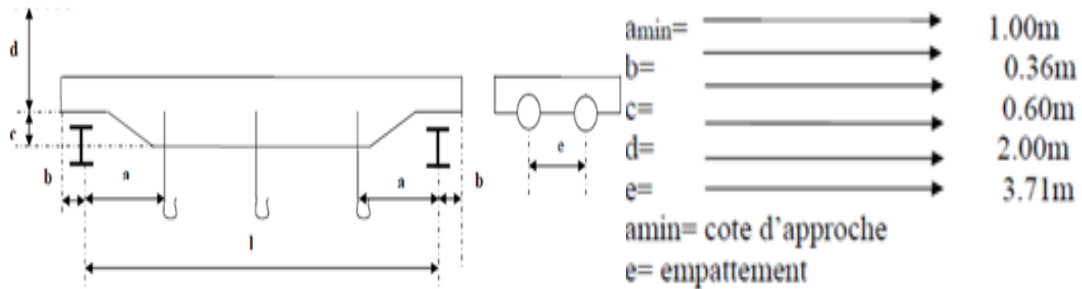 d
c
b
a
a
b
l
e
amin= 1.00m
b= 0.36m
c= 0.60m
d= 2.00m
e= 3.71m
amin= cote d'approche
e= empattement